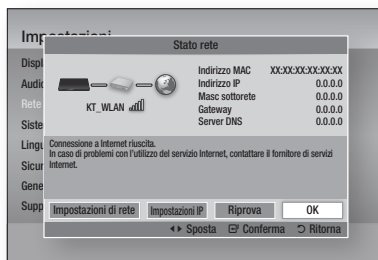 Impostazioni
Stato rete
Displ
Audio
Rete
Siste
Lingu
Sicur
Gene
Supp
KT_WLAN
Indirizzo MAC XX:XX:XX:XX:XX:XX
Indirizzo IP 0.0.0.0
Masc sottorete 0.0.0.0
Gateway 0.0.0.0
Server DNS 0.0.0.0
Connessione a Internet riuscita.
In caso di problemi con l'utilizzo del servizio Internet, contattare il fornitore di servizi
Internet.
Impostazioni di rete Impostazioni IP Riprova OK
Sposta Conferma Ritorna